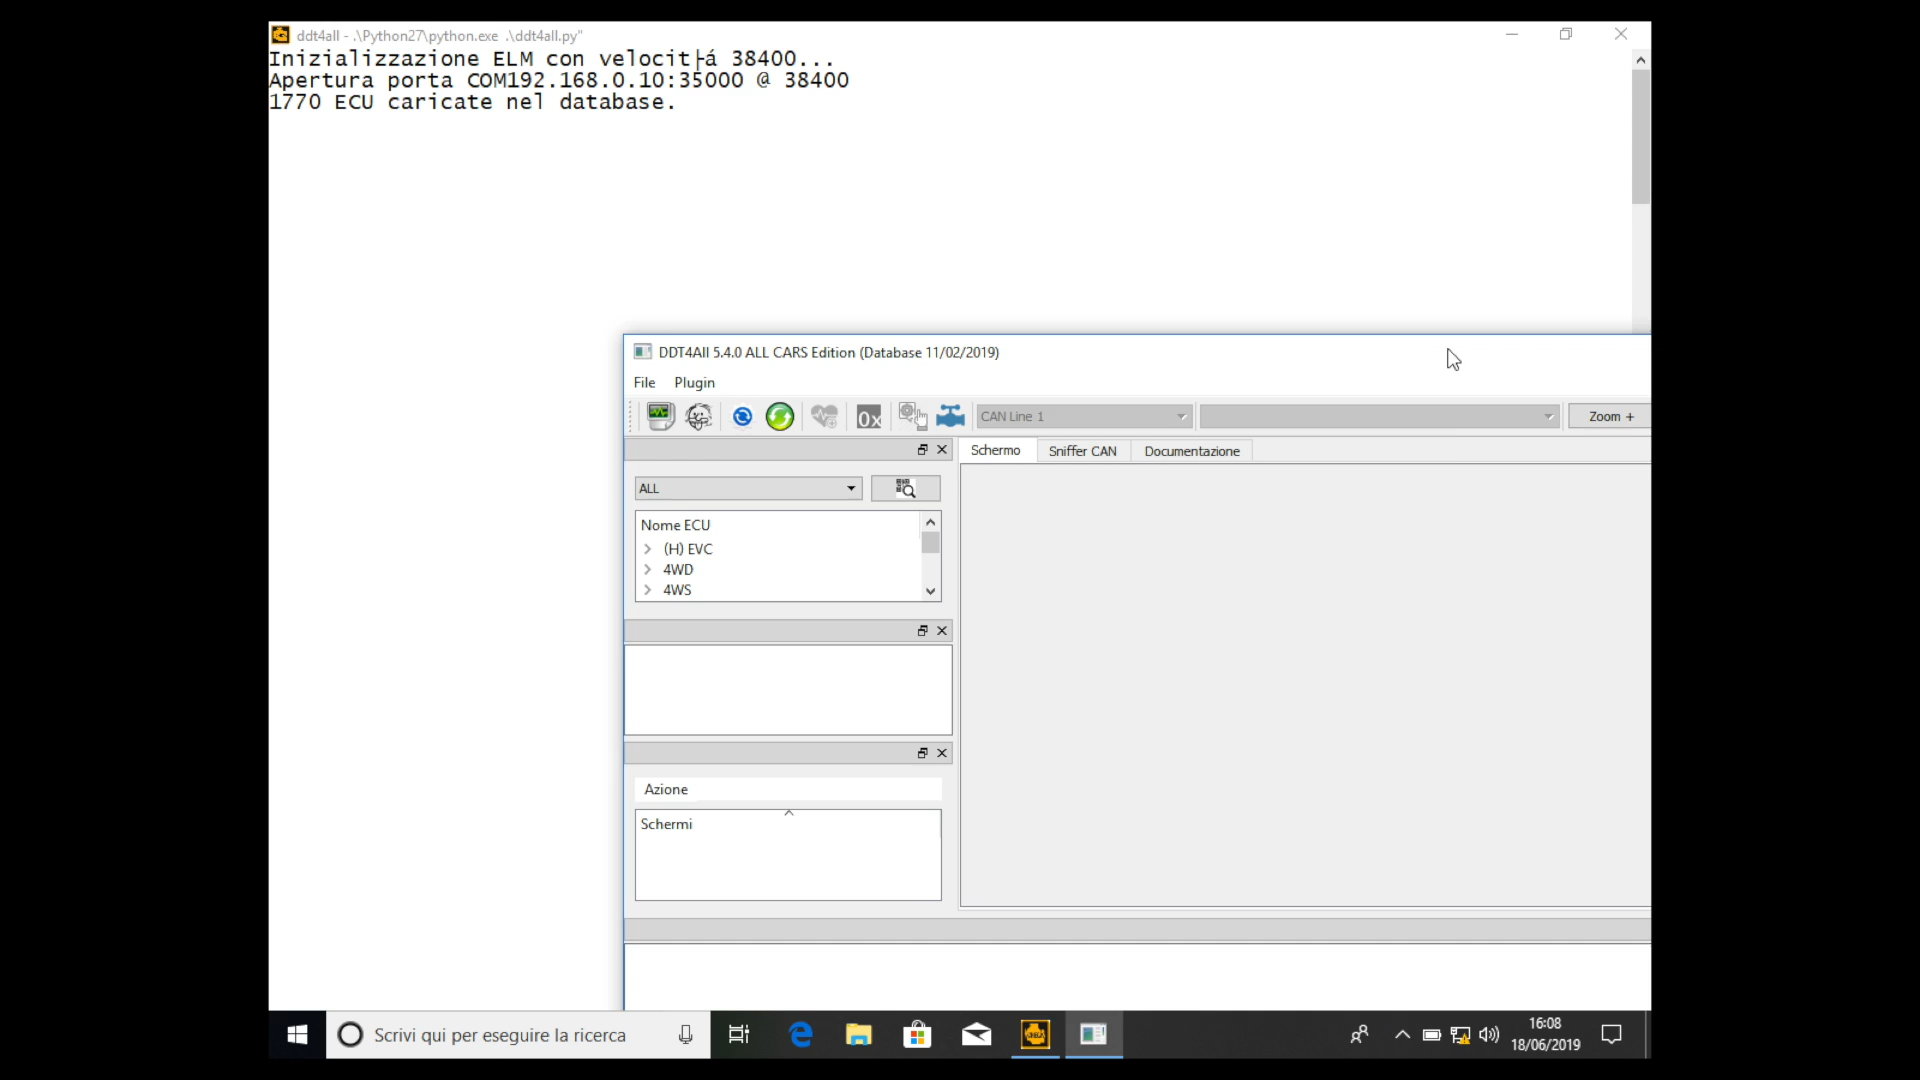 ddt4all - .\Python27\python.exe .\ddt4all.py"
Inizializzazione ELM con velocit├á 38400...
Apertura porta COM192.168.0.10:35000 @ 38400
1770 ECU caricate nel database.
DDT4All 5.4.0 ALL CARS Edition (Database 11/02/2019)
File Plugin
0x CAN Line 1 Zoom +
Schermo Sniffer CAN Documentazione
ALL
Nome ECU
(H) EVC
4WD
4WS
Azione
Schermi
Scrivi qui per eseguire la ricerca
16:08
18/06/2019